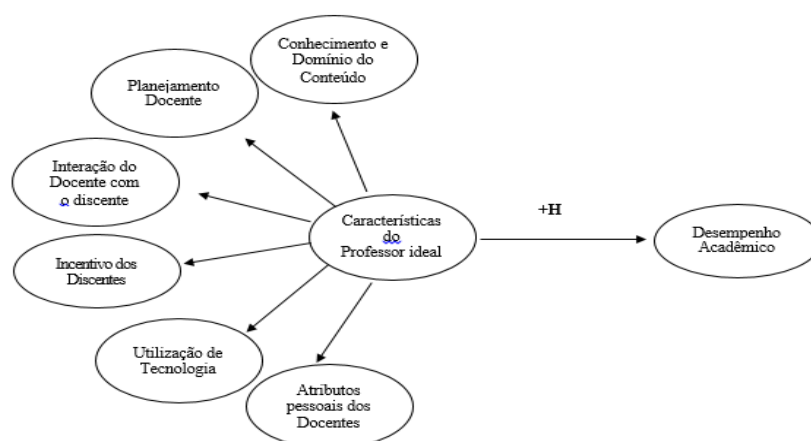 Conhecimento e
Domínio do
Conteúdo
Planejamento
Docente
Interação do
Docente com
o discente
Incentivo dos
Discentes
Utilização de
Tecnologia
Atributos
pessoais dos
Docentes
Características
do
Professor ideal
+H
Desempenho
Acadêmico